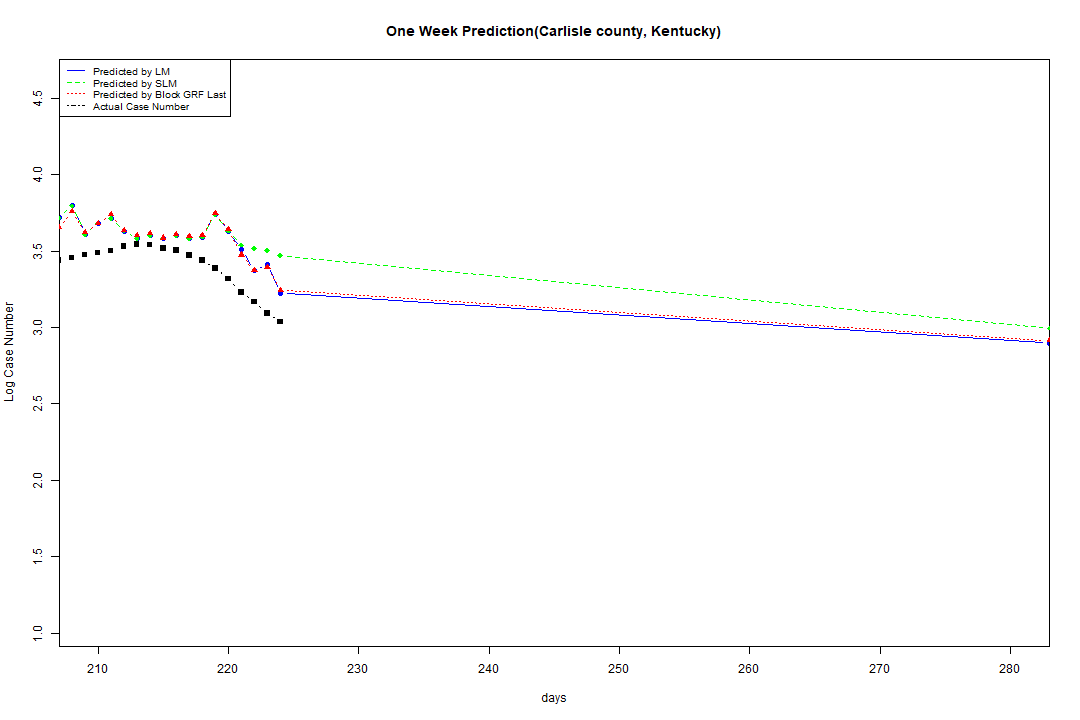 One Week Prediction(Carlisle county, Kentucky)
Predicted by LM
Predicted by SLM
Predicted by Block GRF Last
Actual Case Number
4.5
4.0
3.5
3.0
2.5
2.0
1.5
1.0
Log Case Number
210 220 230 240 250 260 270 280
days